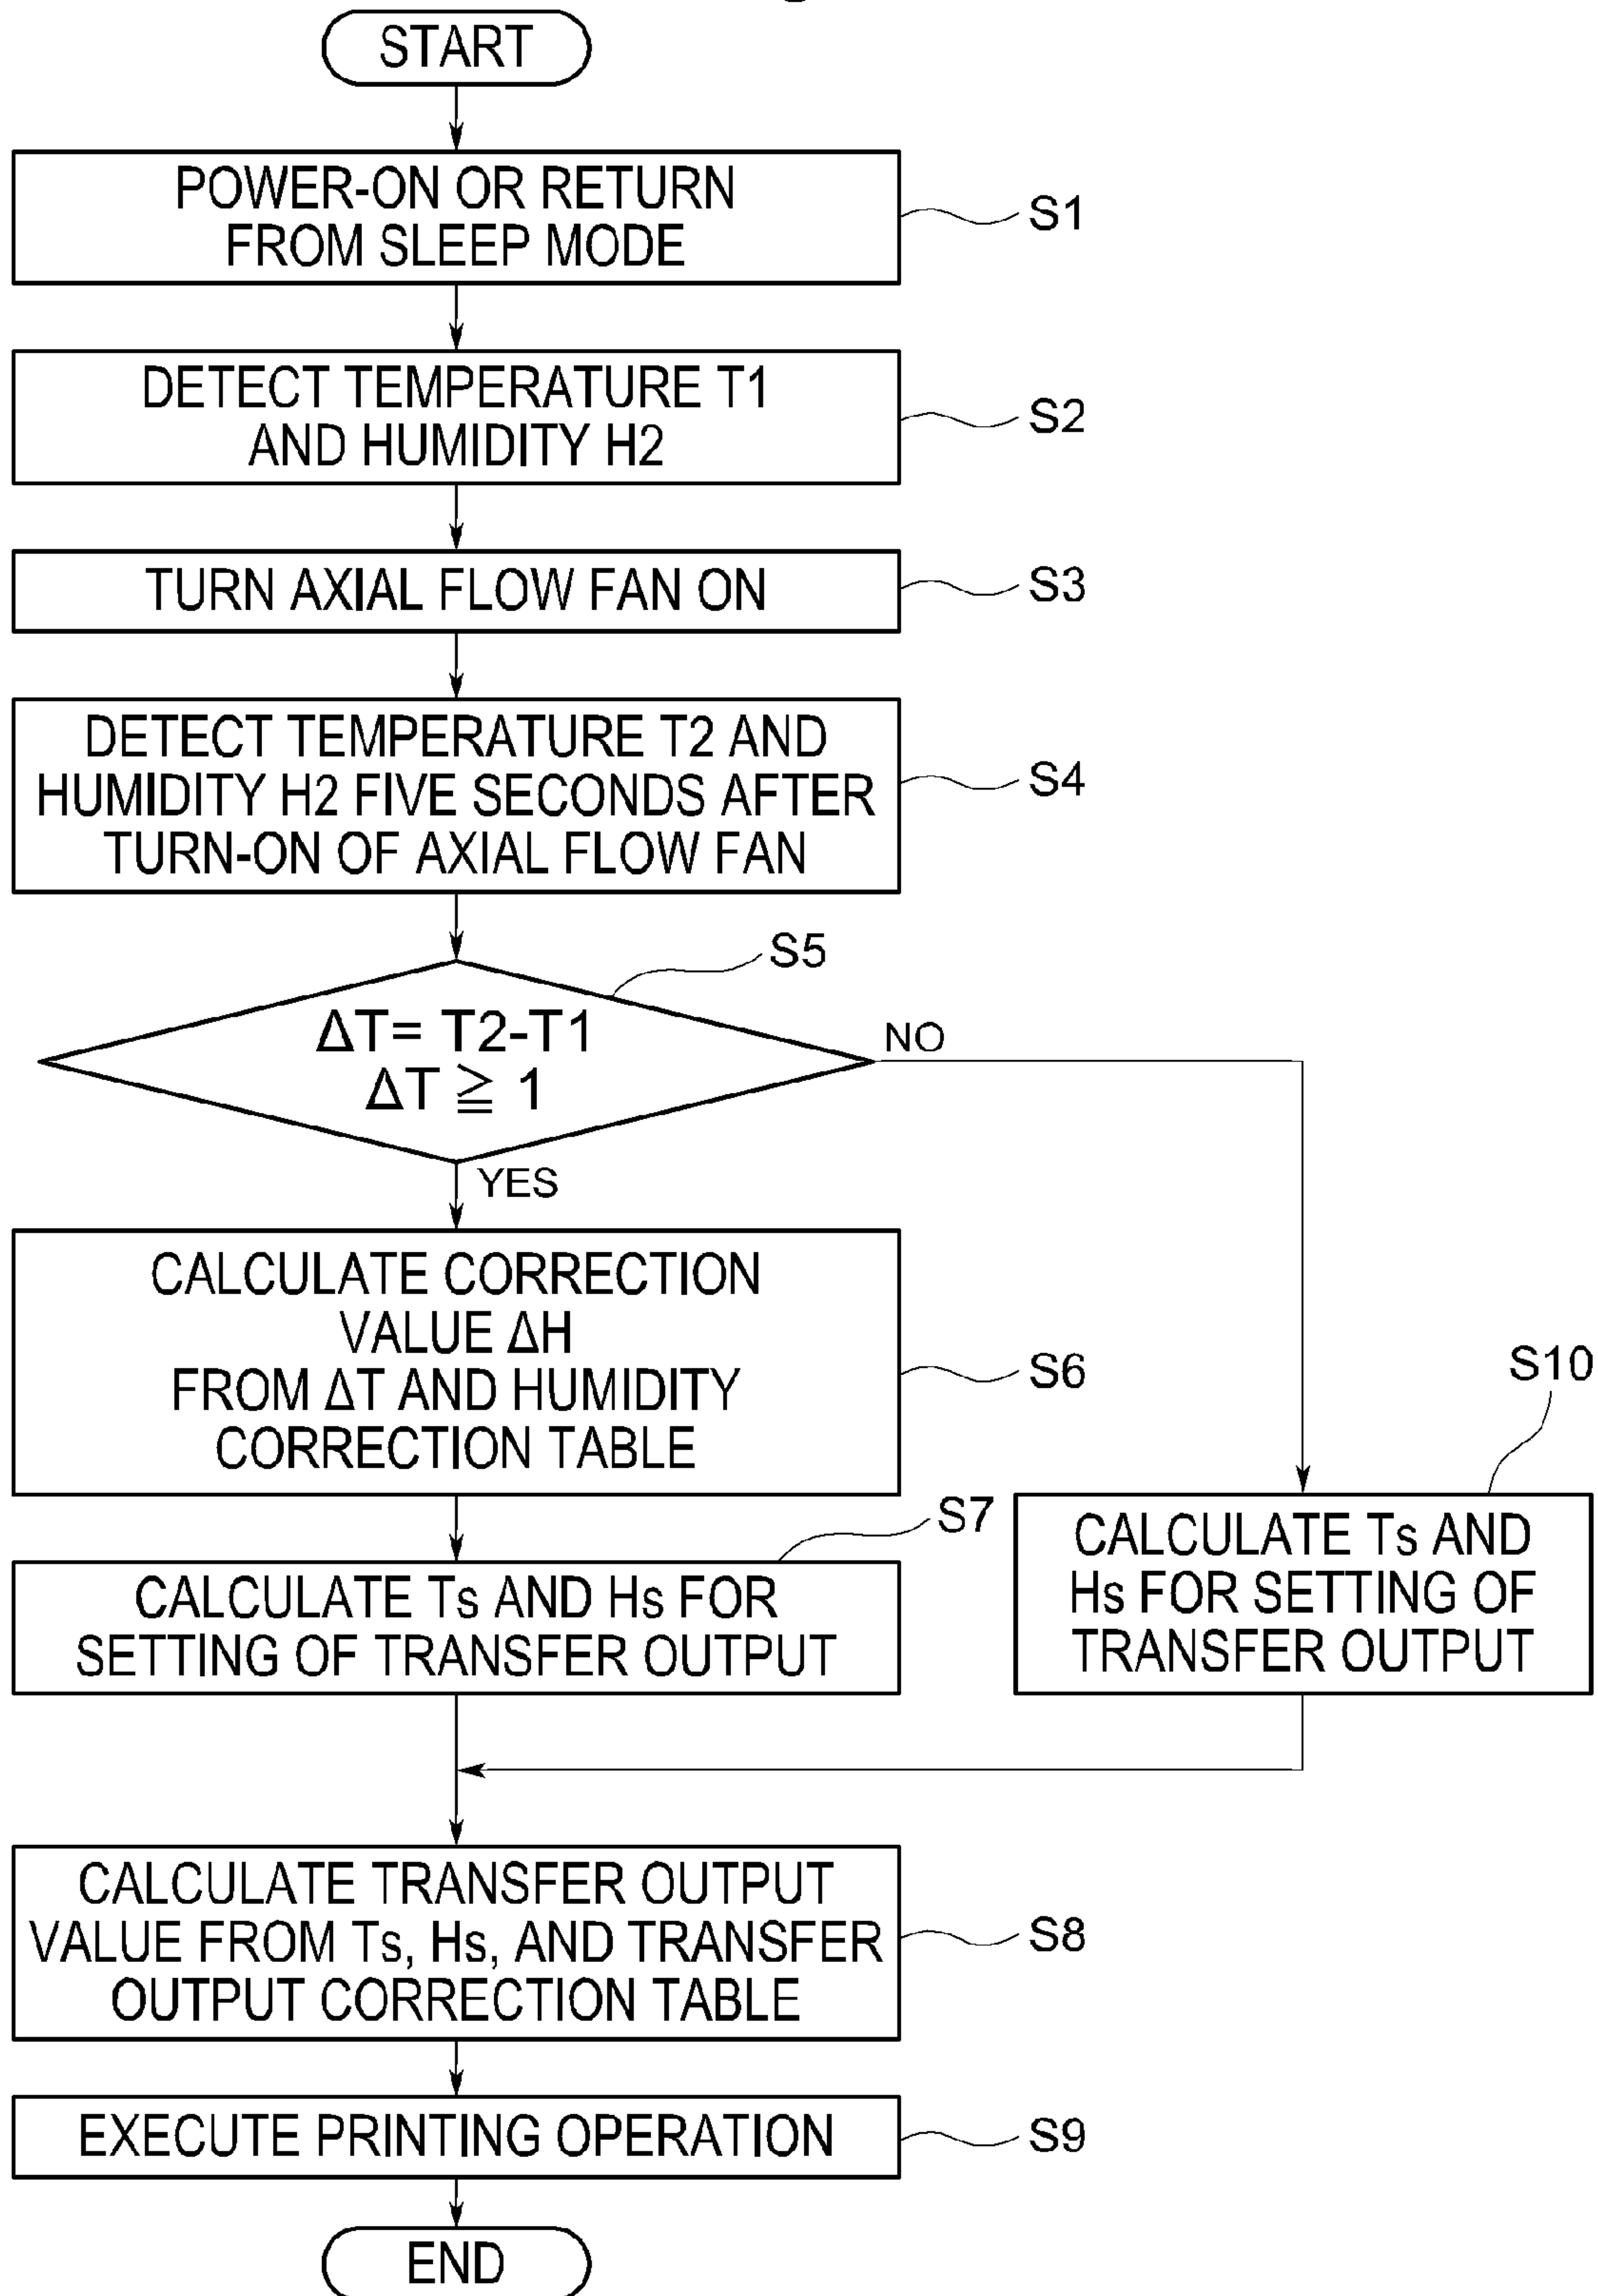 START
POWER-ON OR RETURN
FROM SLEEP MODE
S1
DETECT TEMPERATURE T1
AND HUMIDITY H2
S2
TURN AXIAL FLOW FAN ON
S3
DETECT TEMPERATURE T2 AND
HUMIDITY H2 FIVE SECONDS AFTER
TURN-ON OF AXIAL FLOW FAN
S4
S5
ΔT= T2-T1
ΔT ≧ 1
NO
YES
CALCULATE CORRECTION
VALUE ΔH
FROM ΔT AND HUMIDITY
CORRECTION TABLE
S6
S10
S7
CALCULATE Ts AND Hs FOR
SETTING OF TRANSFER OUTPUT
CALCULATE Ts AND
Hs FOR SETTING OF
TRANSFER OUTPUT
CALCULATE TRANSFER OUTPUT
VALUE FROM Ts, Hs, AND TRANSFER
OUTPUT CORRECTION TABLE
S8
EXECUTE PRINTING OPERATION
S9
END